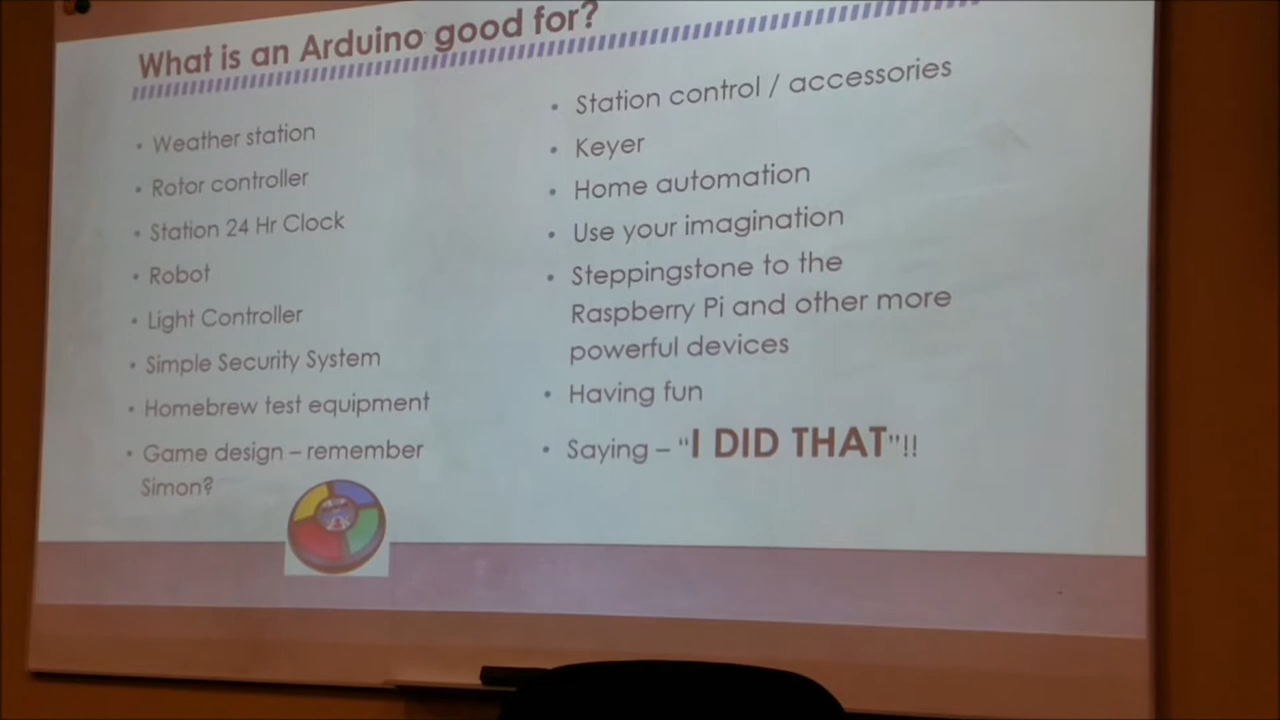 What is an Arduino good for?
• Weather station
• Rotor controller
• Station 24 Hr Clock
• Robot
• Light Controller
• Simple Security System
• Homebrew test equipment
• Game design – remember
Simon?
• Station control / accessories
• Keyer
• Home automation
• Use your imagination
• Steppingstone to the
Raspberry Pi and other more
powerful devices
• Having fun
• Saying – "I DID THAT"!!